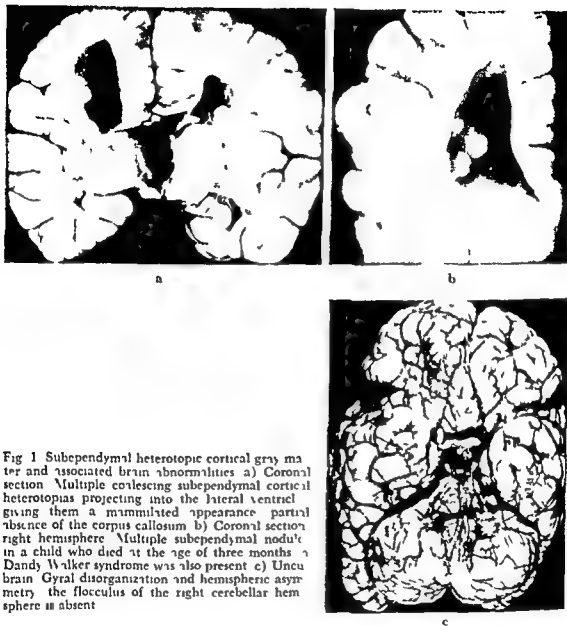 a
b
Fig 1 Subependymal heterotopic cortical gray ma
ter and associated brain abnormalities a) Coronal
section Multiple coalescing subependymal cortical
heterotopias projecting into the lateral ventricl
giving them a mammillated appearance partial
absence of the corpus callosum b) Coronal section
right hemisphere Multiple subependymal nodule
in a child who died at the age of three months a
Dandy Walker syndrome was also present c) Uncu
brain Gyral disorganization and hemispheric asym
metry the flocculus of the right cerebellar hem
sphere is absent
c